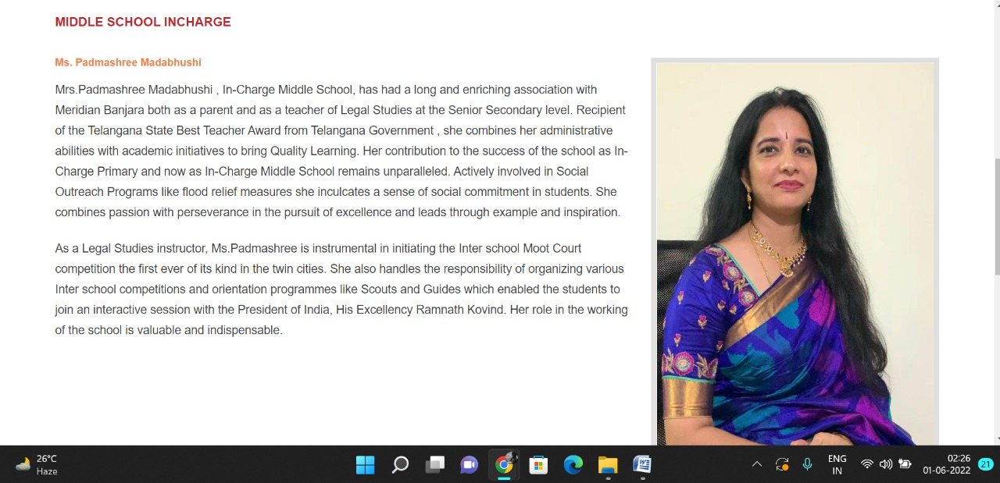 MIDDLE SCHOOL INCHARGE
Ms. Padmashree Madabhushi
Mrs.Padmashree Madabhushi , In-Charge Middle School, has had a long and enriching association with
Meridian Banjara both as a parent and as a teacher of Legal Studies at the Senior Secondary level. Recipient
of the Telangana State Best Teacher Award from Telangana Government , she combines her administrative
abilities with academic initiatives to bring Quality Learning. Her contribution to the success of the school as In-
Charge Primary and now as In-Charge Middle School remains unparalleled. Actively involved in Social
Outreach Programs like flood relief measures she inculcates a sense of social commitment in students. She
combines passion with perseverance in the pursuit of excellence and leads through example and inspiration.
As a Legal Studies instructor, Ms.Padmashree is instrumental in initiating the Inter school Moot Court
competition the first ever of its kind in the twin cities. She also handles the responsibility of organizing various
Inter school competitions and orientation programmes like Scouts and Guides which enabled the students to
join an interactive session with the President of India, His Excellency Ramnath Kovind. Her role in the working
of the school is valuable and indispensable.
26°C
Haze
ENG
IN
02:26
01-06-2022
21